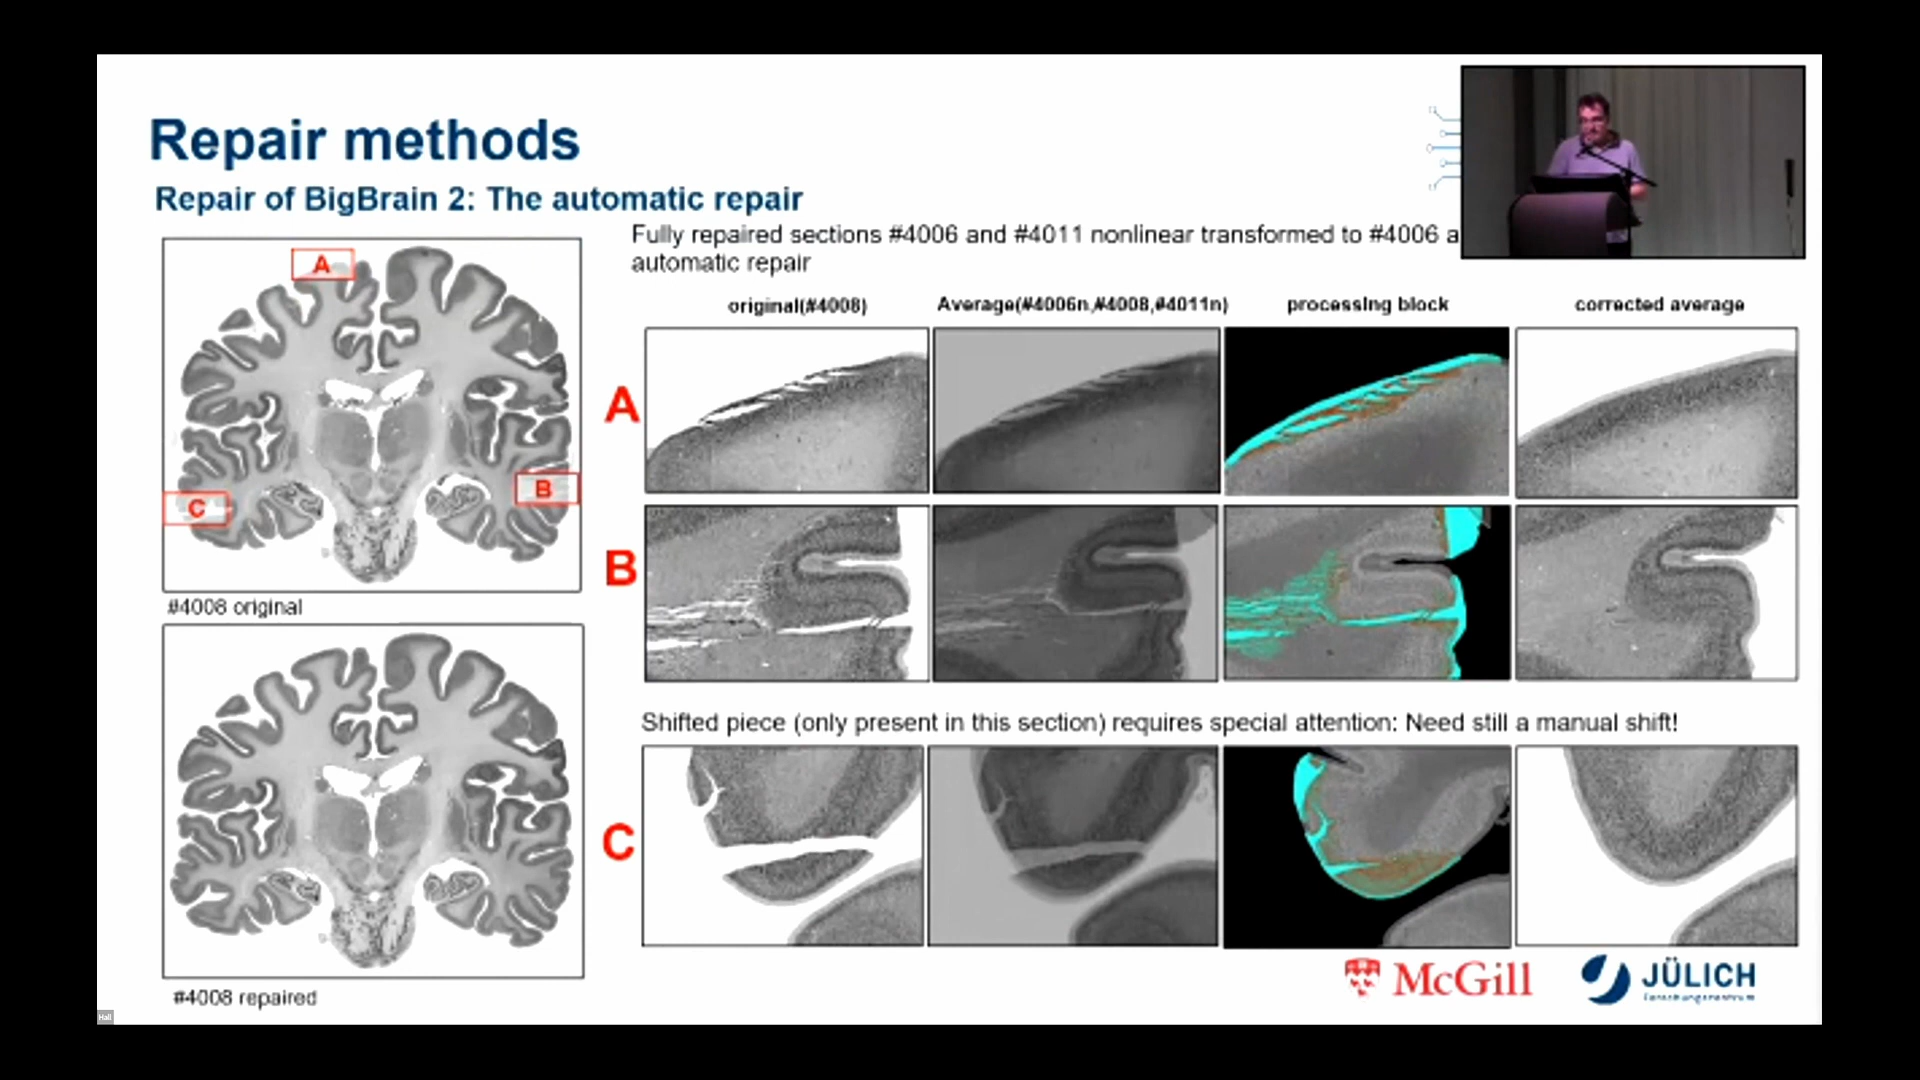 Repair methods
Repair of BigBrain 2: The automatic repair
Fully repaired sections #4006 and #4011 nonlinear transformed to #4006 a
automatic repair
original(#4008)
Average(#4006n,#4008,#4011n)
processing block
corrected average
A
B
C
#4008 original
#4008 repaired
A
B
Shifted piece (only present in this section) requires special attention: Need still a manual shift!
C
McGill
JÜLICH
Forschungszentrum
Hall